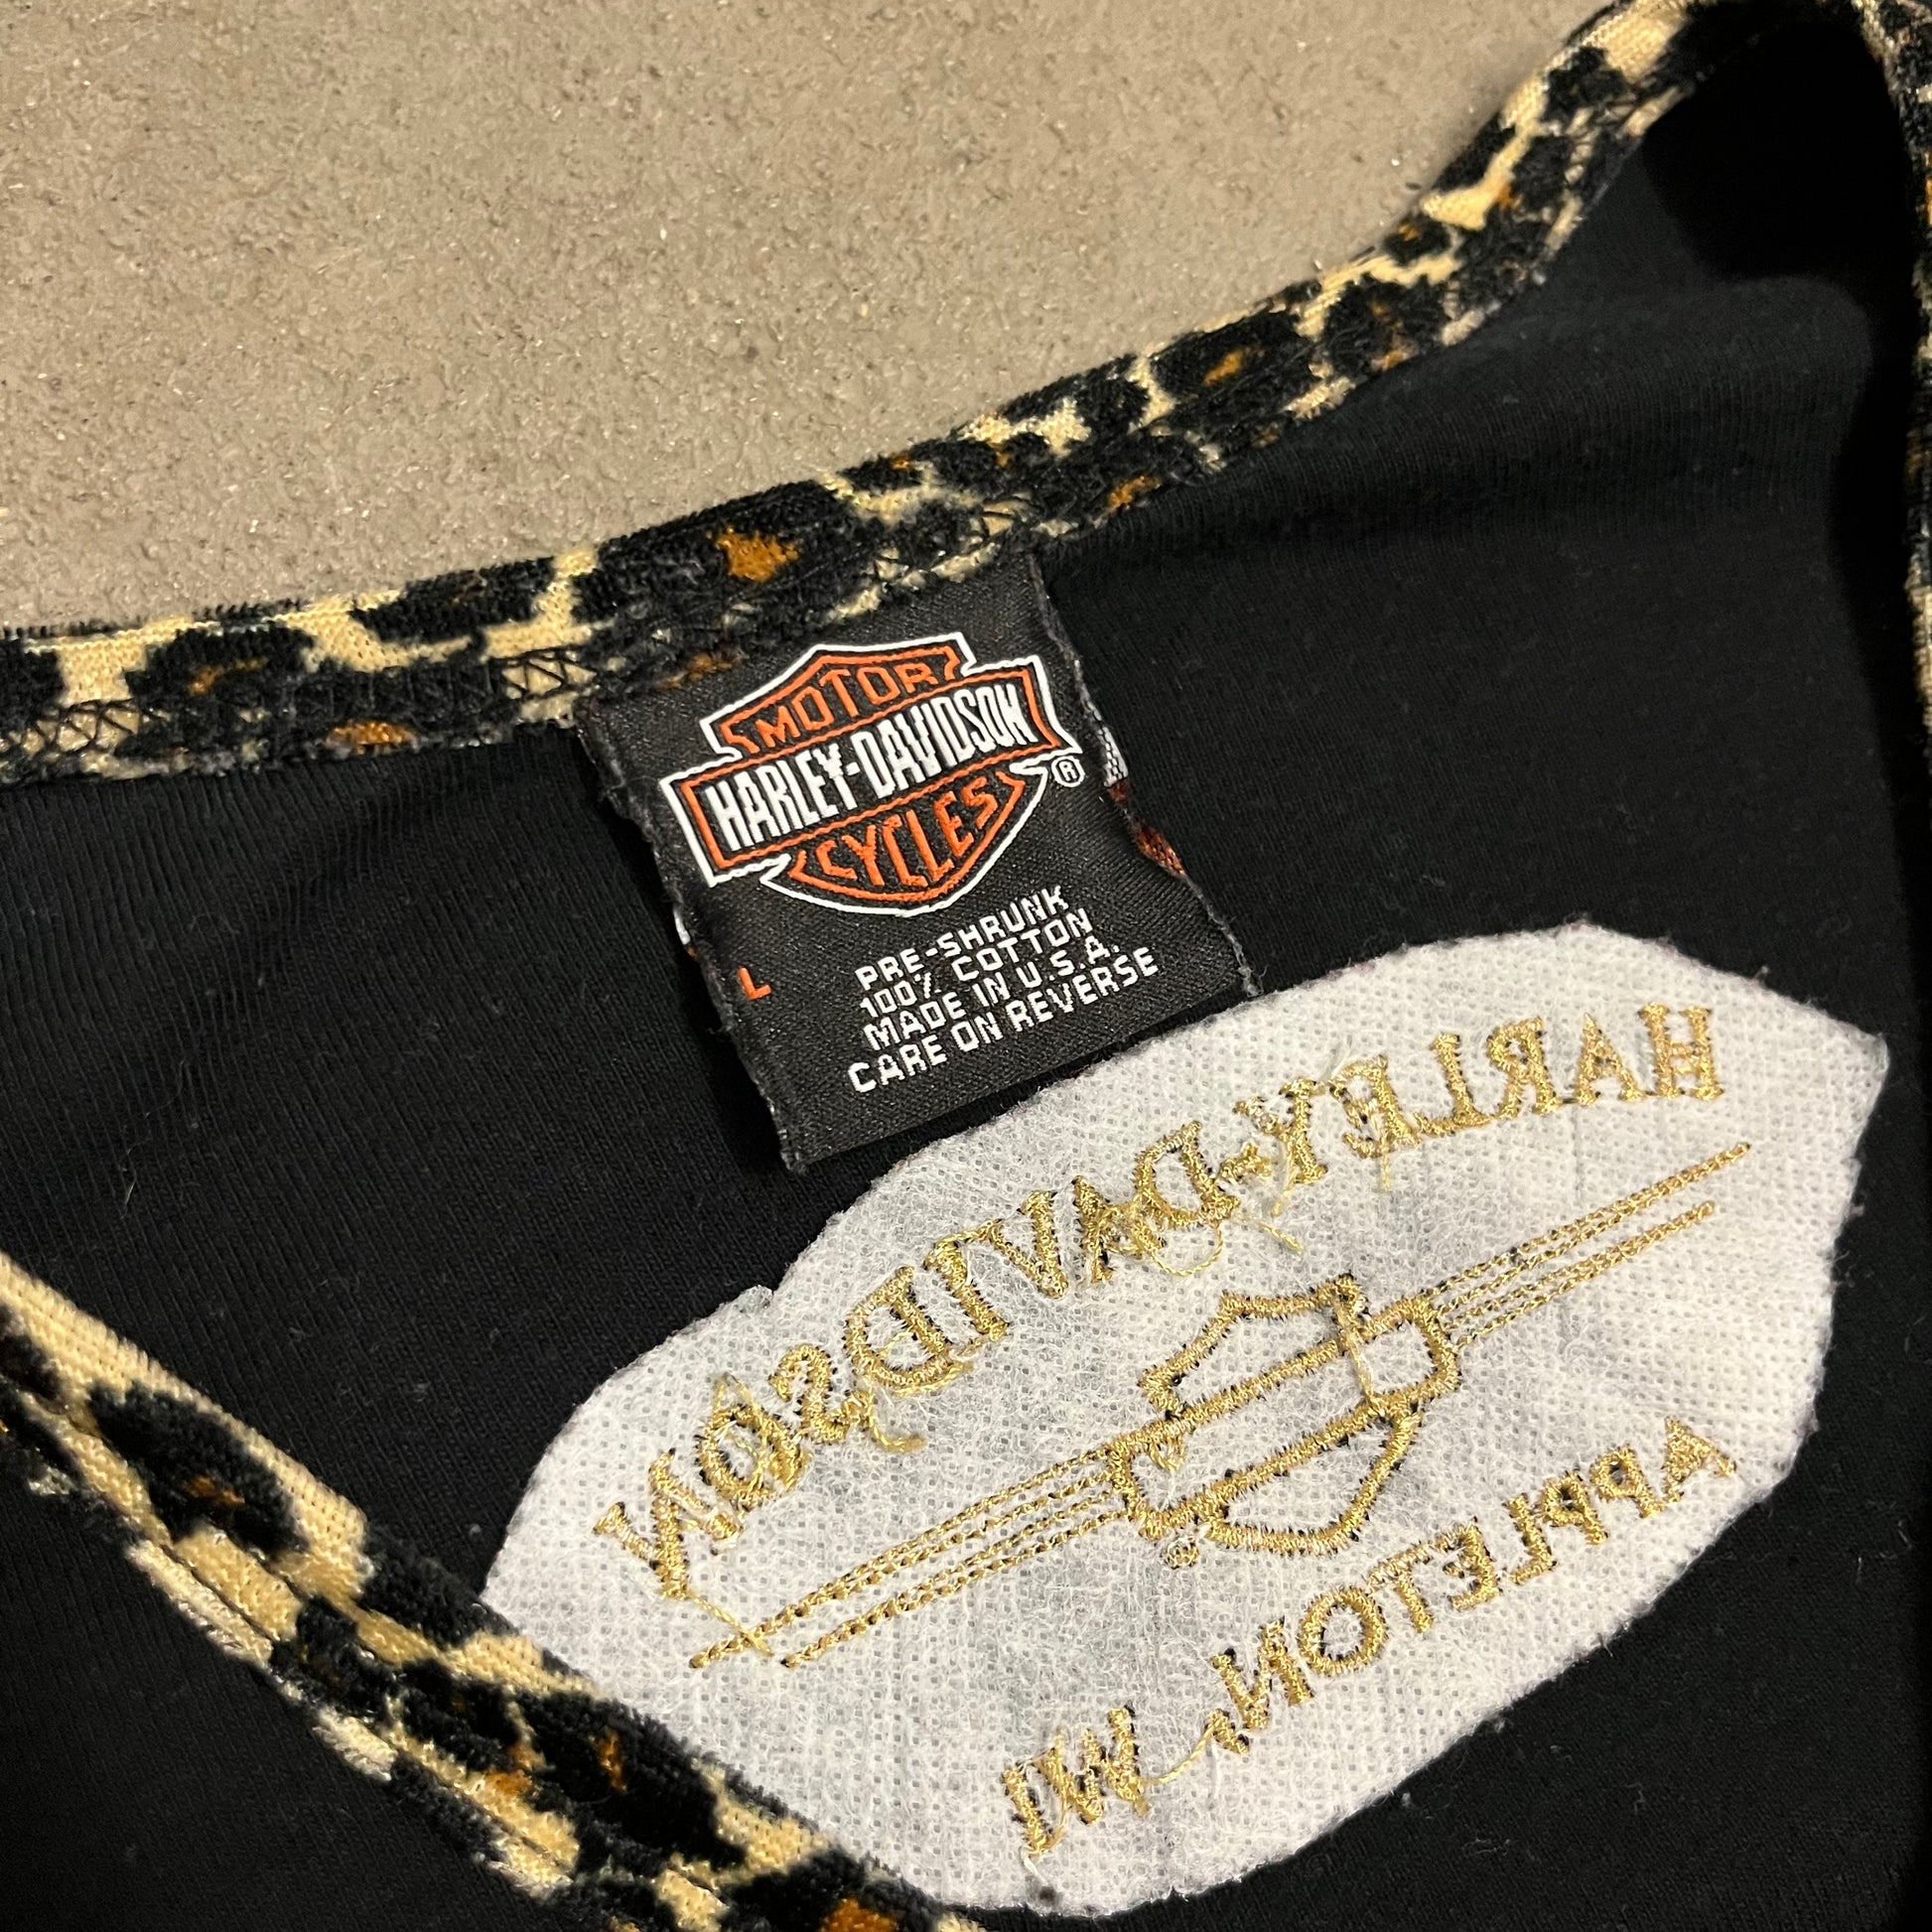 MOTOR
HARLEY-DAVIDSON
CYCLES
®
L
PRE-SHRUNK
100% COTTON
MADE IN U.S.A.
CARE ON REVERSE
HARLEY-DAVIDSON
APPLETON, WI